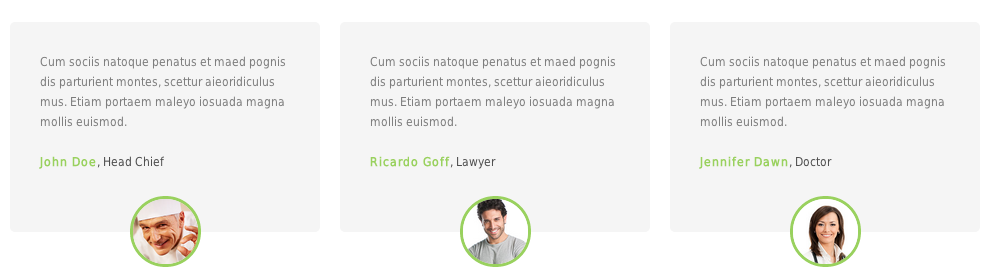 Cum sociis natoque penatus et maed pognis
dis parturient montes, scettur aieoridiculus
mus. Etiam portaem maleyo iosuada magna
mollis euismod.
John Doe, Head Chief
Cum sociis natoque penatus et maed pognis
dis parturient montes, scettur aieoridiculus
mus. Etiam portaem maleyo iosuada magna
mollis euismod.
Ricardo Goff, Lawyer
Cum sociis natoque penatus et maed pognis
dis parturient montes, scettur aieoridiculus
mus. Etiam portaem maleyo iosuada magna
mollis euismod.
Jennifer Dawn, Doctor